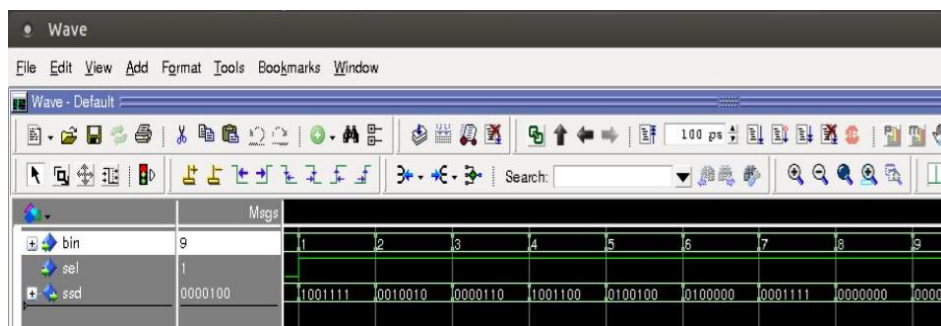 Wave
File Edit View Add Format Tools Bookmarks Window
Wave - Default
100 ps
Search:
Msgs
bin 9 1 2 3 4 5 6 7 8 9
sel 1
ssd 0000100 1001111 0010010 0000110 1001100 0100100 0100000 0001111 0000000 0000